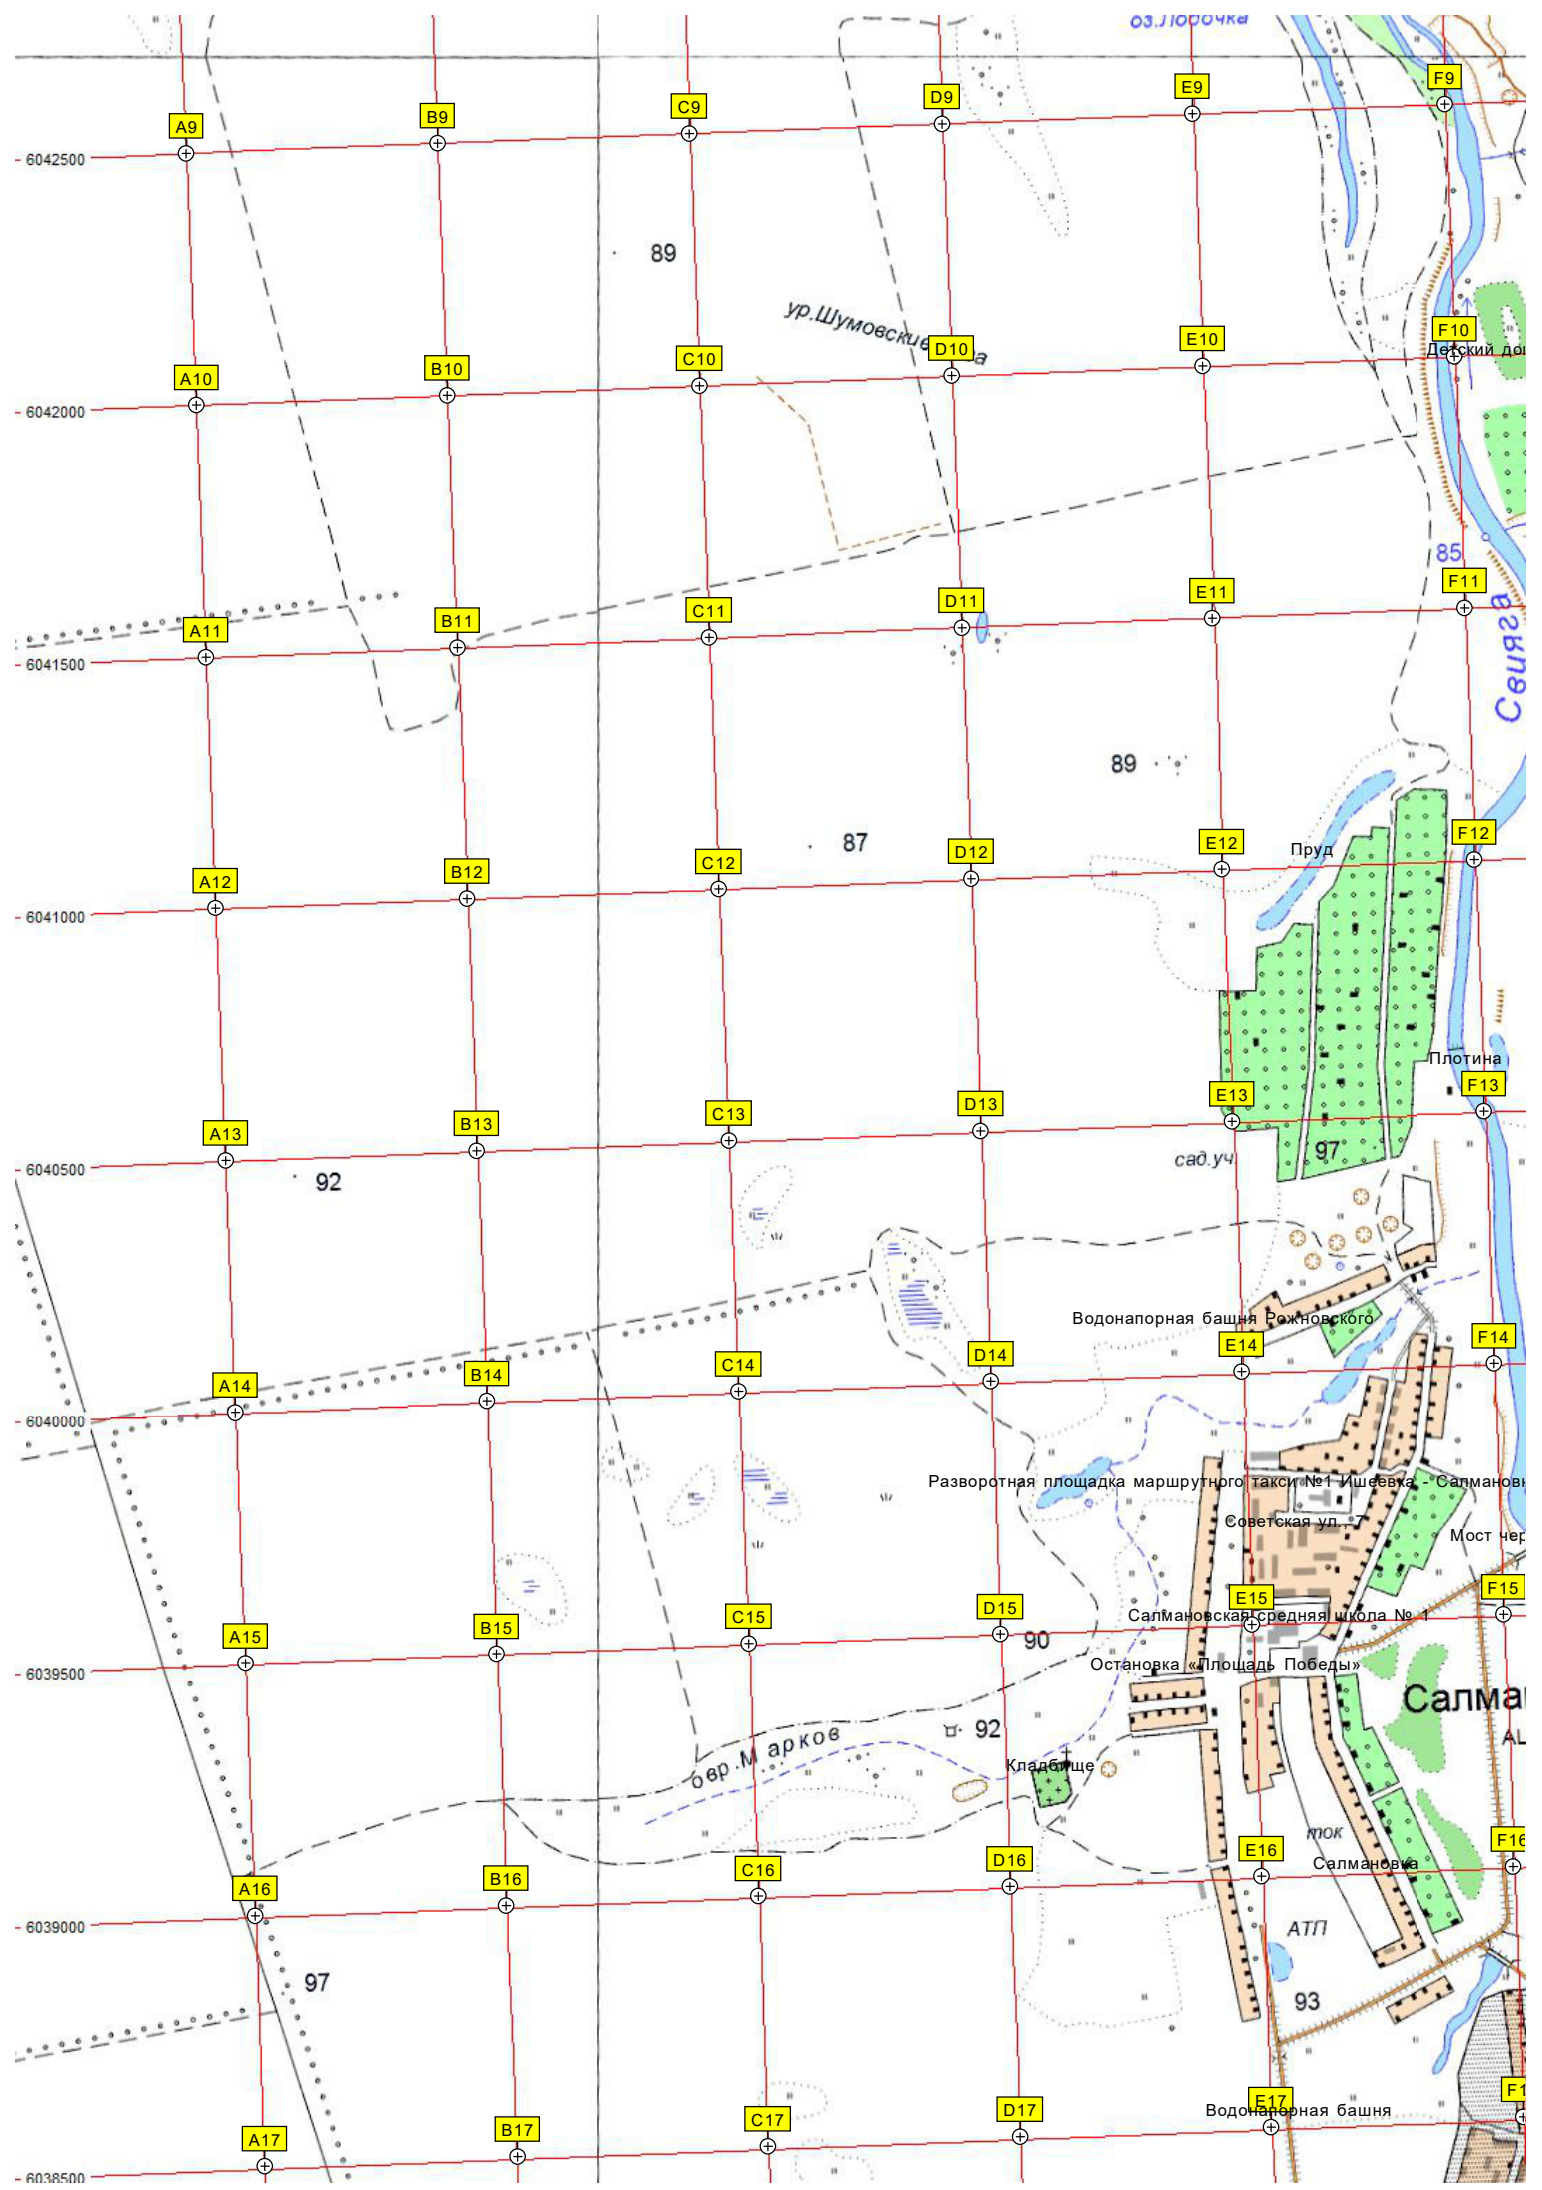 оз.Лобочка
F9
E9
D9
C9
B9
A9
6042500
89
ур.Шумовские
F10
Детский
E10
D10
C10
B10
A10
6042000
85
Свияга
F11
E11
D11
C11
B11
A11
6041500
89
87
F12
Пруд
E12
D12
C12
B12
A12
6041000
Плотина
F13
E13
D13
C13
B13
A13
6040500
97
сад.уч.
92
Водонапорная башня Рожновского
F14
E14
D14
C14
B14
A14
6040000
Разворотная площадка маршрутного такси №1 Ишеевка - Салмановк
Советская ул., 7
Мост чер
F15
E15
D15
C15
B15
A15
Салмановская средняя школа № 1
90
Остановка «Площадь Победы»
6039500
Салма
92
овр.Марков
Кладбище
ток
F16
E16
D16
C16
B16
A16
Салмановка
6039000
АТП
97
93
F1
E17
Водонапорная башня
D17
C17
B17
A17
6038500